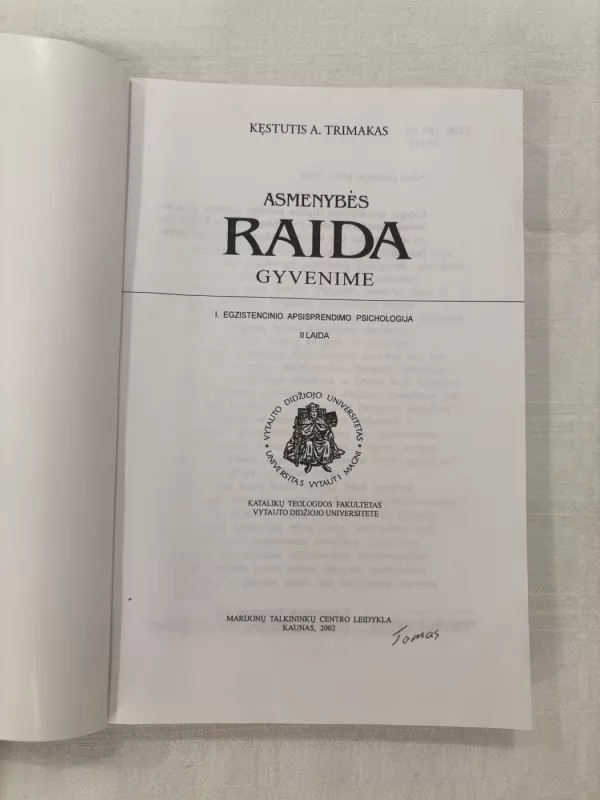 KĘSTUTIS A. TRIMAKAS
ASMENYBĖS
RAIDA
GYVENIME
I. EGZISTENCINIO APSISPRENDIMO PSICHOLOGIJA
II LAIDA
• VYTAUTO DIDŽIOJO UNIVERSITETAS •
UNIVERSITAS VYTAUTI MAGNI
KATALIKŲ TEOLOGIJOS FAKULTETAS
VYTAUTO DIDŽIOJO UNIVERSITETE
MARIJONŲ TALKININKŲ CENTRO LEIDYKLA
KAUNAS, 2002
Tomas